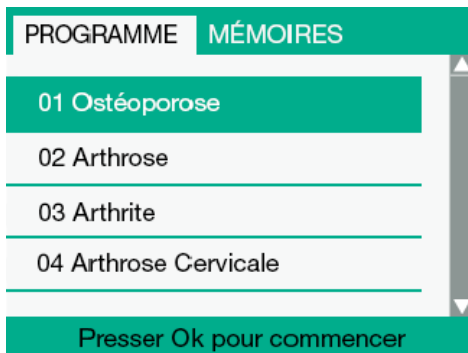 PROGRAMME MÉMOIRES
01 Ostéoporose
02 Arthrose
03 Arthrite
04 Arthrose Cervicale
Presser Ok pour commencer